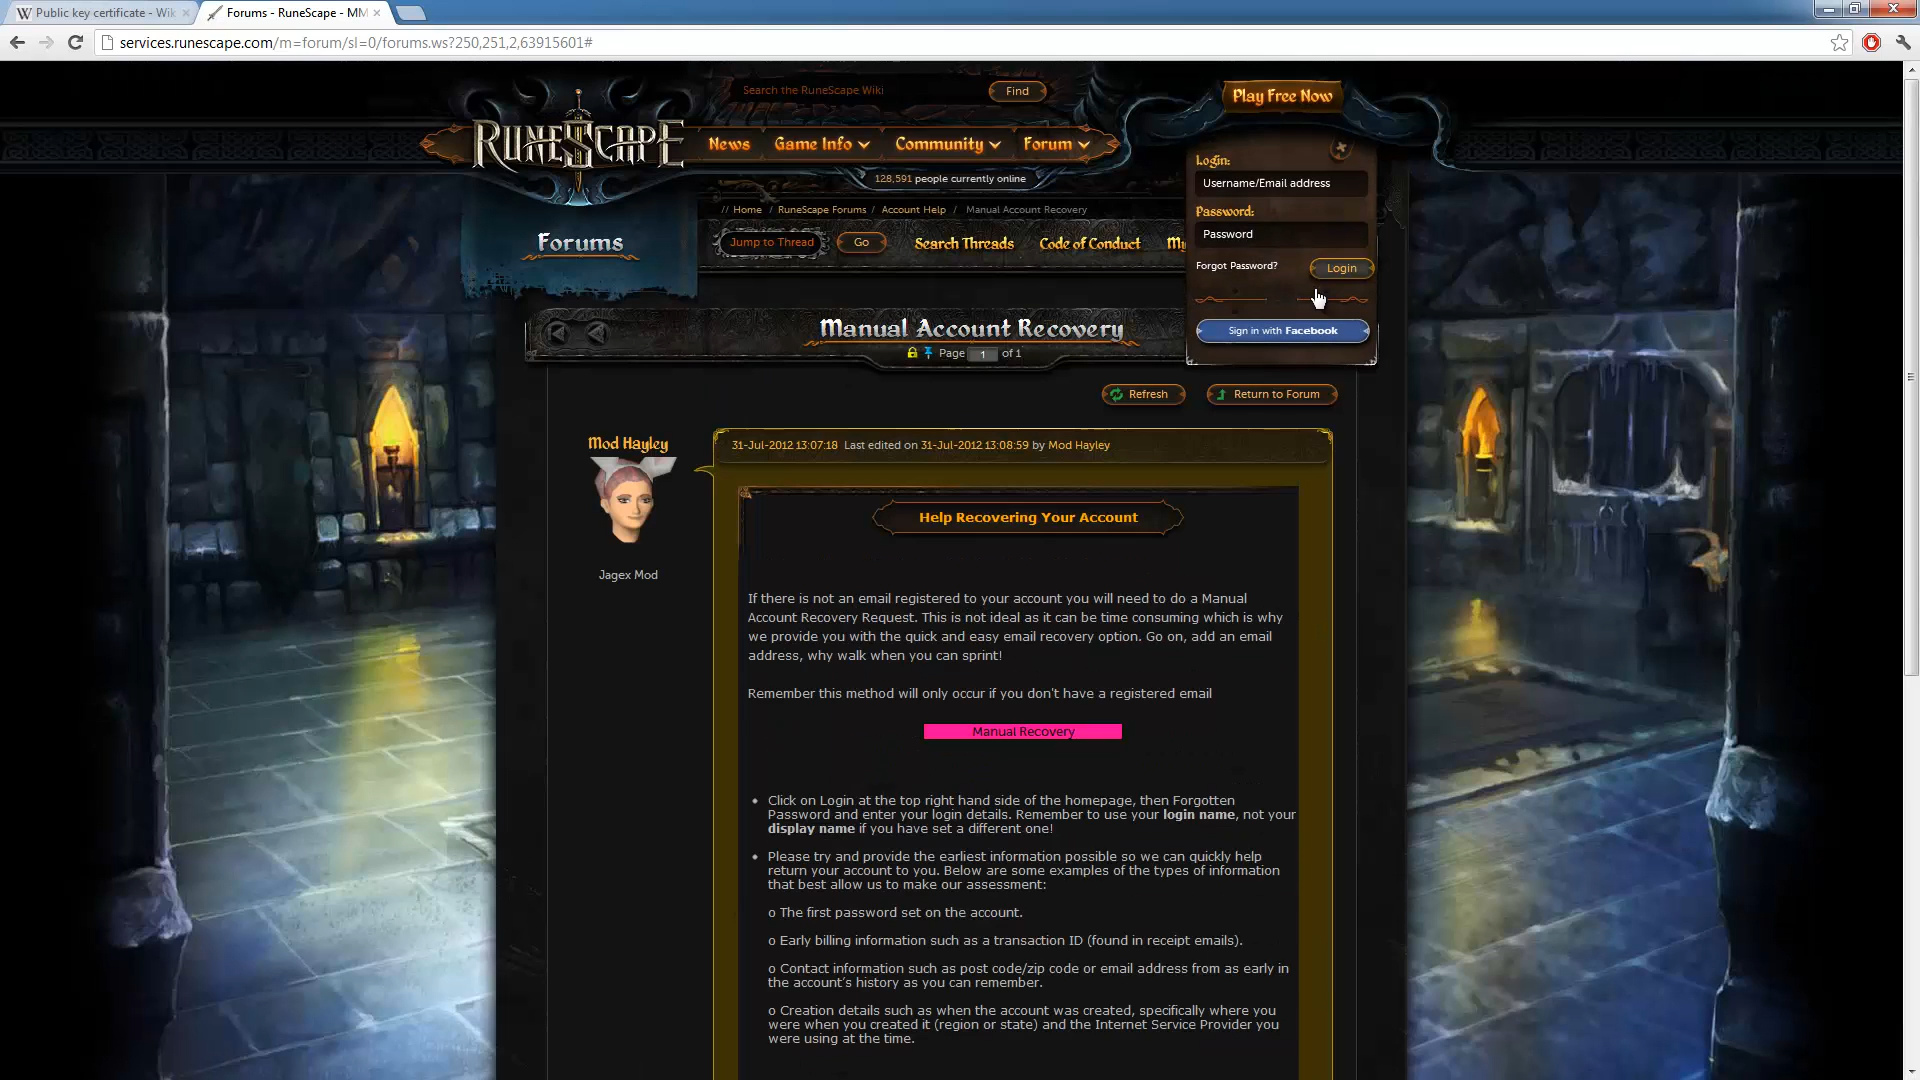 Public key certificate - Wik
Forums - RuneScape - MM
services.runescape.com/m=forum/sl=0/forums.ws?250,251,2,63915601#
Search the RuneScape Wiki
Find
Play Free Now
RuneScape
News
Game Info
Community
Forum
128,591 people currently online
Login:
Username/Email address
Password:
Password
Forgot Password?
Login
Sign in with Facebook
// Home / RuneScape Forums / Account Help / Manual Account Recovery
Forums
Jump to Thread
Go
Search Threads
Code of Conduct
My
Manual Account Recovery
Page 1 of 1
Refresh
Return to Forum
Mod Hayley
Jagex Mod
31-Jul-2012 13:07:18 Last edited on 31-Jul-2012 13:08:59 by Mod Hayley
Help Recovering Your Account
If there is not an email registered to your account you will need to do a Manual
Account Recovery Request. This is not ideal as it can be time consuming which is why
we provide you with the quick and easy email recovery option. Go on, add an email
address, why walk when you can sprint!
Remember this method will only occur if you don't have a registered email
Manual Recovery
• Click on Login at the top right hand side of the homepage, then Forgotten
Password and enter your login details. Remember to use your login name, not your
display name if you have set a different one!
• Please try and provide the earliest information possible so we can quickly help
return your account to you. Below are some examples of the types of information
that best allow us to make our assessment:
o The first password set on the account.
o Early billing information such as a transaction ID (found in receipt emails).
o Contact information such as post code/zip code or email address from as early in
the account's history as you can remember.
o Creation details such as when the account was created, specifically where you
were when you created it (region or state) and the Internet Service Provider you
were using at the time.